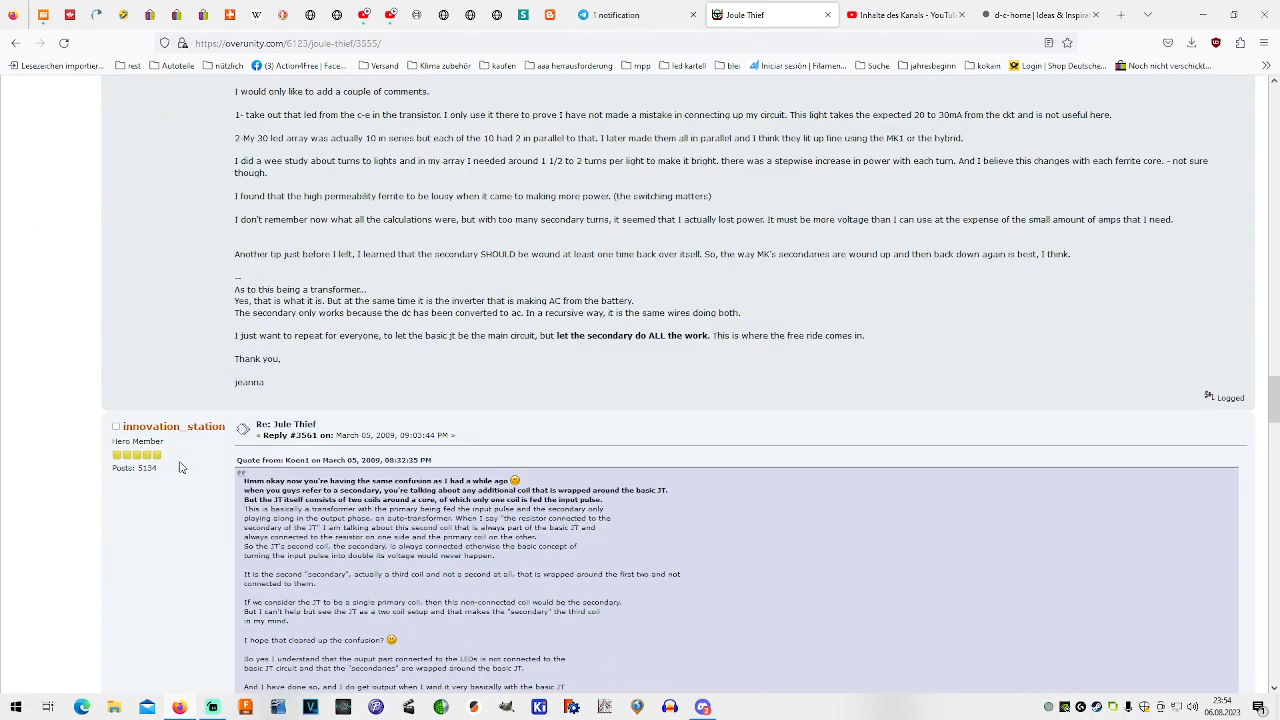 1 notification
Joule Thief
Inhalte des Kanals - YouTub
d-c-home | Ideas & Inspira
https://overunity.com/6123/joule-thief/3555/
Lesezeichen importier...
rest
Autoteile
nützlich
(3) Action4Free | Face...
Versand
Klima zubehör
kaufen
aaa herrausforderung
mpp
led kartell
blei
Iniciar sesión | Filamen...
Suche
jahresbeginn
kokain
Login | Shop Deutsche...
Noch nicht verschickt...
I would only like to add a couple of comments.
1- take out that led from the c-e in the transistor. I only use it there to prove I have not made a mistake in connecting up my circuit. This light takes the expected 20 to 30mA from the ckt and is not useful here.
2-My 30 led array was actually 10 in series but each of the 10 had 2 in parallel to that. I later made them all in parallel and I think they lit up fine using the MK1 or the hybrid.
I did a wee study about turns to lights and in my array I needed around 1 1/2 to 2 turns per light to make it bright. there was a stepwise increase in power with each turn. And I believe this changes with each ferrite core. - not sure
though.
I found that the high permeability ferrite to be lousy when it came to making more power. (the switching matters)
I don't remember now what all the calculations were, but with too many secondary turns, it seemed that I actually lost power. It must be more voltage than I can use at the expense of the small amount of amps that I need.
Another tip just before I left, I learned that the secondary SHOULD be wound at least one time back over itself. So, the way MK's secondaries are wound up and then back down again is best, I think.
--
As to this being a transformer...
Yes, that is what it is. But at the same time it is the inverter that is making AC from the battery.
The secondary only works because the dc has been converted to ac. In a recursive way, it is the same wires doing both.
I just want to repeat for everyone, to let the basic jt be the main circuit, but let the secondary do ALL the work. This is where the free ride comes in.
Thank you,
jeanna
Logged
innovation_station
Hero Member
Posts: 5134
Re: Jule Thief
« Reply #3561 on: March 05, 2009, 09:03:44 PM »
Quote from: Koen1 on March 05, 2009, 08:32:35 PM
Hmm okay now you're having the same confusion as I had a while ago
when you guys refer to a secondary, you're talking about any additional coil that is wrapped around the basic JT.
But the JT itself consists of two coils around a core, of which only one coil is fed the input pulse.
This is basically a transformer wth the primary being fed the input pulse and the secondary only
playing along in the output phase, an auto-transformer. When I say "the resistor connected to the
secondary of the JT" I am talking about this second coil that is always part of the basic JT and
always connected to the resistor on one side and the primary coil on the other.
So the JT's second coil, the secondary, is always connected otherwise the basic concept of
turning the input pulse into double its voltage would never happen.
It is the second "secondary", actually a third coil and not a second at all, that is wrapped around the first two and not
connected to them.
If we consider the JT to be a single primary coil, then this non-connected coil would be the secondary.
But I can't help but see the JT as a two coil setup and that makes the "secondary" the third coil
in my mind.
I hope that cleared up the confusion?
So yes I understand that the ouput part connected to the LEDs is not connected to the
basic JT circuit and that the "secondaries" are wrapped around the basic JT.
And I have done so, and I do get output when I wind it very basically with the basic JT
23:54
06.09.2023